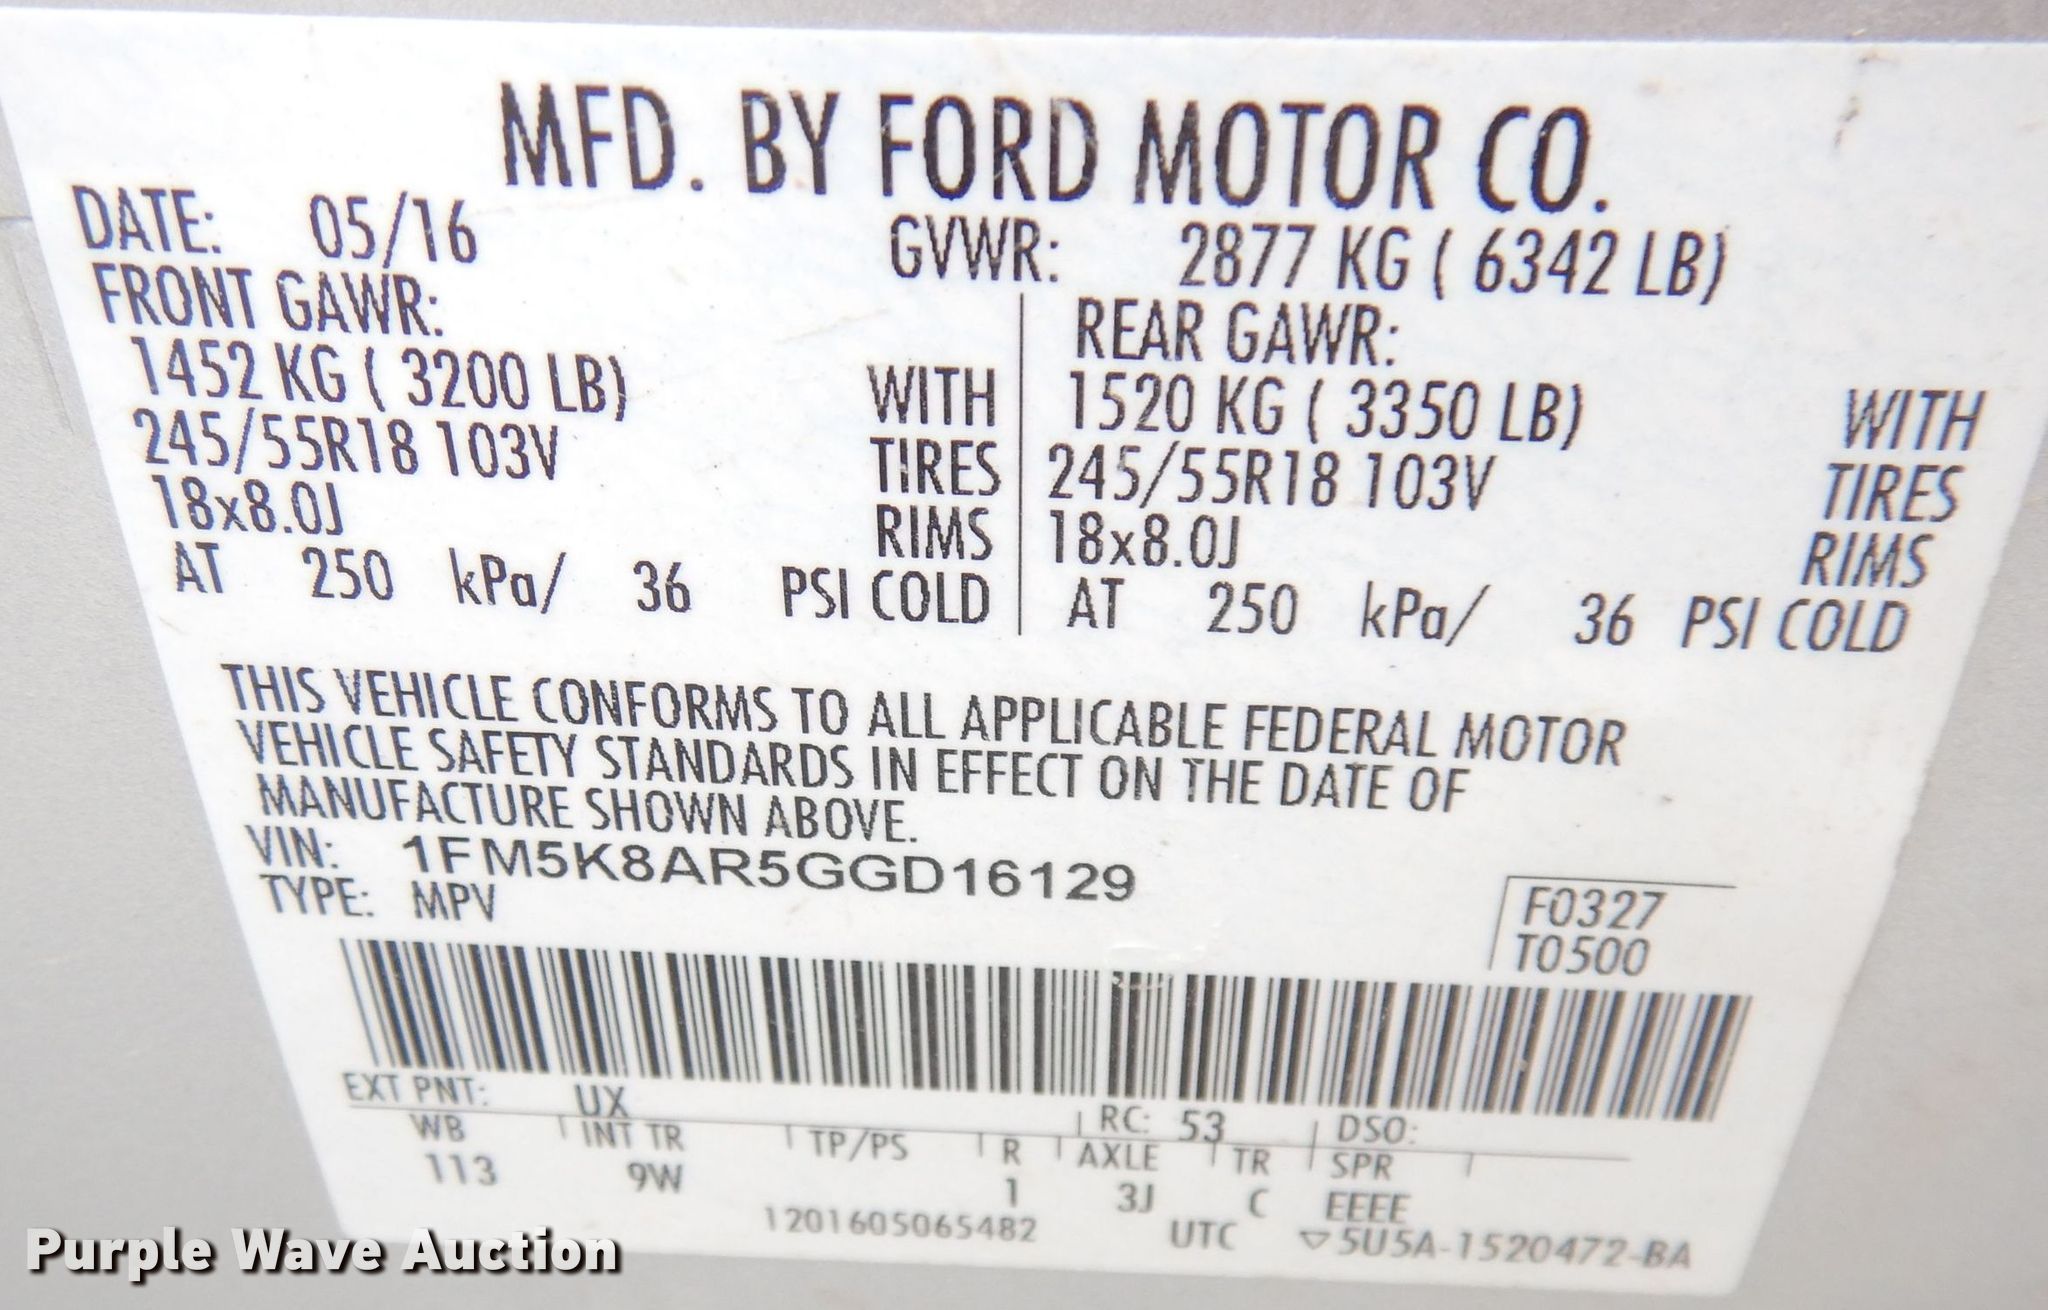 MFD. BY FORD MOTOR CO.
DATE: 05/16 GVWR: 2877 KG ( 6342 LB)
FRONT GAWR: REAR GAWR:
1452 KG ( 3200 LB) WITH 1520 KG ( 3350 LB) WITH
245/55R18 103V TIRES 245/55R18 103V TIRES
18x8.0J RIMS 18x8.0J RIMS
AT 250 kPa/ 36 PSI COLD AT 250 kPa/ 36 PSI COLD
THIS VEHICLE CONFORMS TO ALL APPLICABLE FEDERAL MOTOR
VEHICLE SAFETY STANDARDS IN EFFECT ON THE DATE OF
MANUFACTURE SHOWN ABOVE.
VIN: 1FM5K8AR5GGD16129
TYPE: MPV
F0327
T0500
EXT PNT: UX RC: 53 DSO:
WB INT TR TP/PS R AXLE TR SPR
113 9W 1 3J C EEEE
1201605065482 UTC ▽5U5A-1520472-BA
Purple Wave Auction